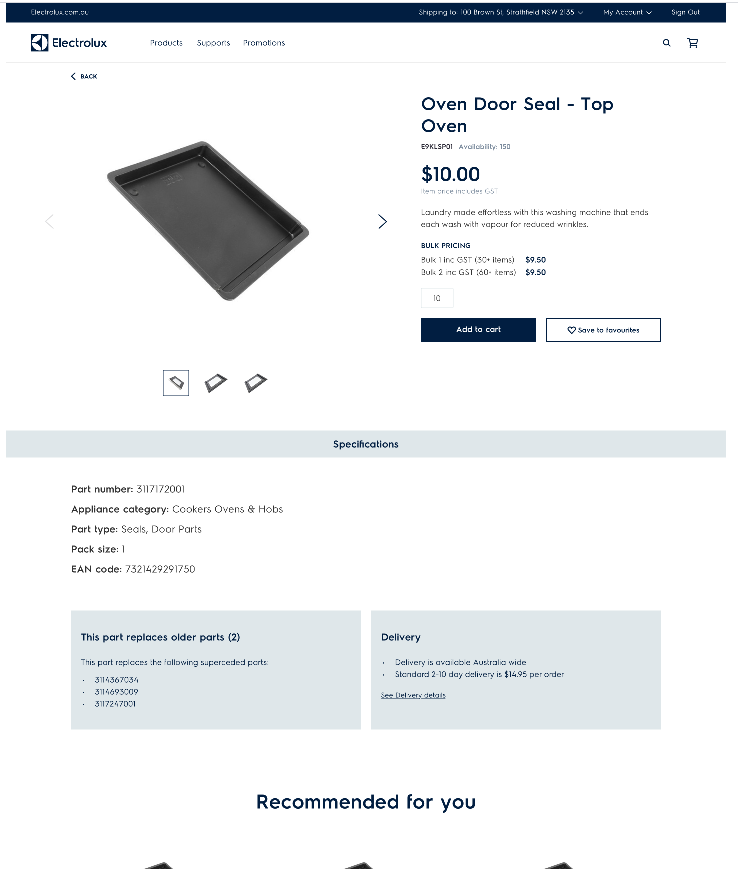 Electrolux.com.au
Shipping to: 100 Brown St, Strathfield NSW 2135
My Account
Sign Out
Electrolux
Products
Supports
Promotions
BACK
Oven Door Seal - Top
Oven
E9KLSP01 Availability: 150
$10.00
Item price includes GST
Laundry made effortless with this washing machine that ends
each wash with vapour for reduced wrinkles.
BULK PRICING
Bulk 1 inc GST (30+ items) $9.50
Bulk 2 inc GST (60+ items) $9.50
10
Add to cart
Save to favourites
Specifications
Part number: 3117172001
Appliance category: Cookers Ovens & Hobs
Part type: Seals, Door Parts
Pack size: 1
EAN code: 7321429291750
This part replaces older parts (2)
This part replaces the following superceded parts:
• 3114367034
• 3114693009
• 3117247001
Delivery
• Delivery is available Australia wide
• Standard 2-10 day delivery is $14.95 per order
See Delivery details
Recommended for you